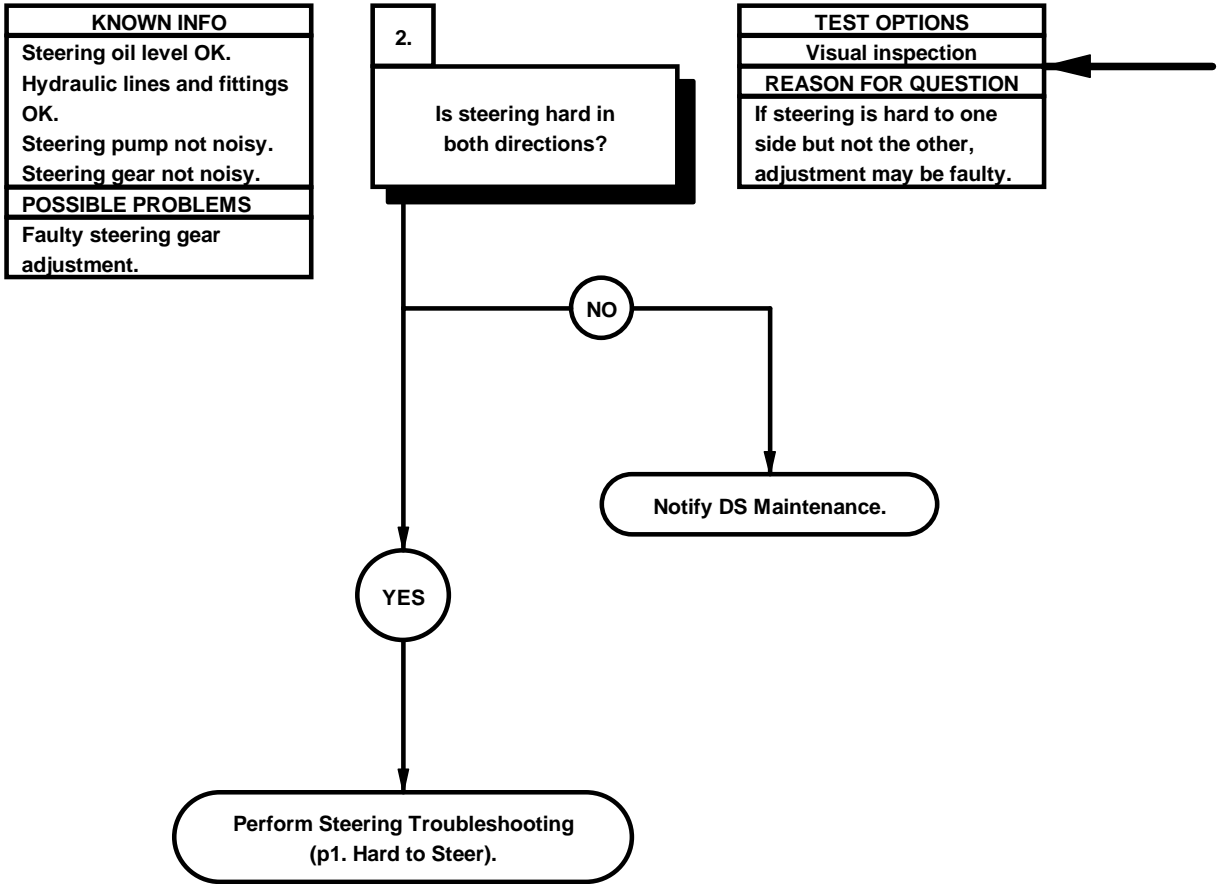 KNOWN INFO
Steering oil level OK.
Hydraulic lines and fittings
OK.
Steering pump not noisy.
Steering gear not noisy.
POSSIBLE PROBLEMS
Faulty steering gear
adjustment.
2.
Is steering hard in
both directions?
TEST OPTIONS
Visual inspection
REASON FOR QUESTION
If steering is hard to one
side but not the other,
adjustment may be faulty.
NO
Notify DS Maintenance.
YES
Perform Steering Troubleshooting
(p1. Hard to Steer).